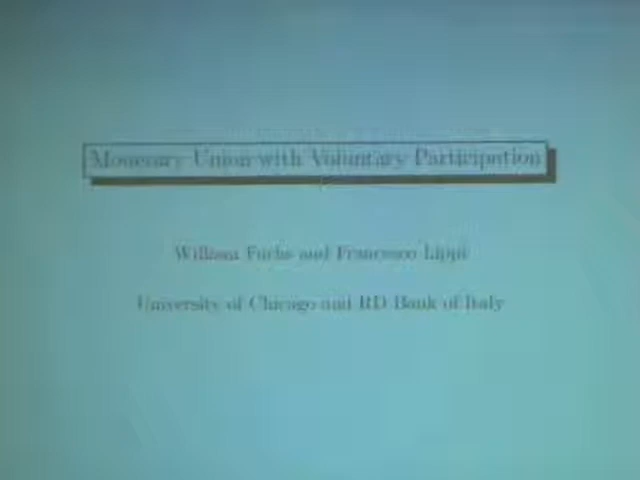 Monetary Union with Voluntary Participation
William Fuchs and Francesco Lippi
University of Chicago and RD Bank of Italy